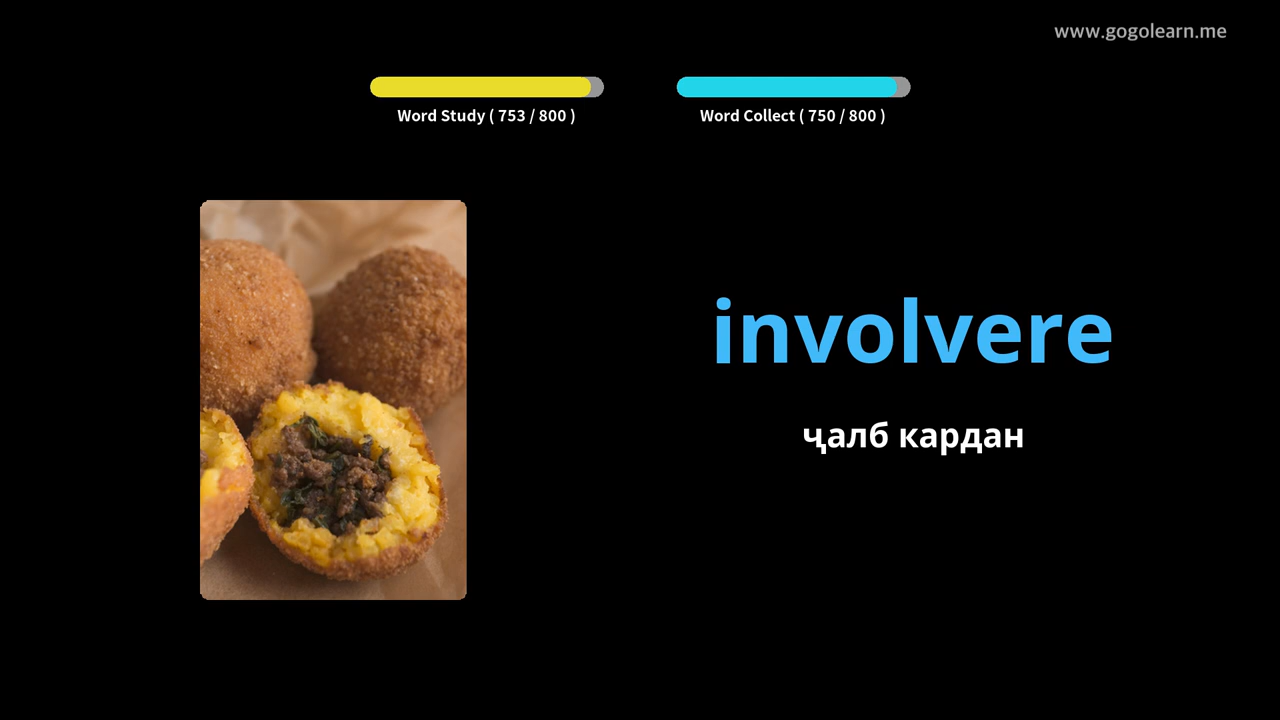 www.gogolearn.me
Word Study ( 753 / 800 )
Word Collect ( 750 / 800 )
involvere
ҷалб кардан